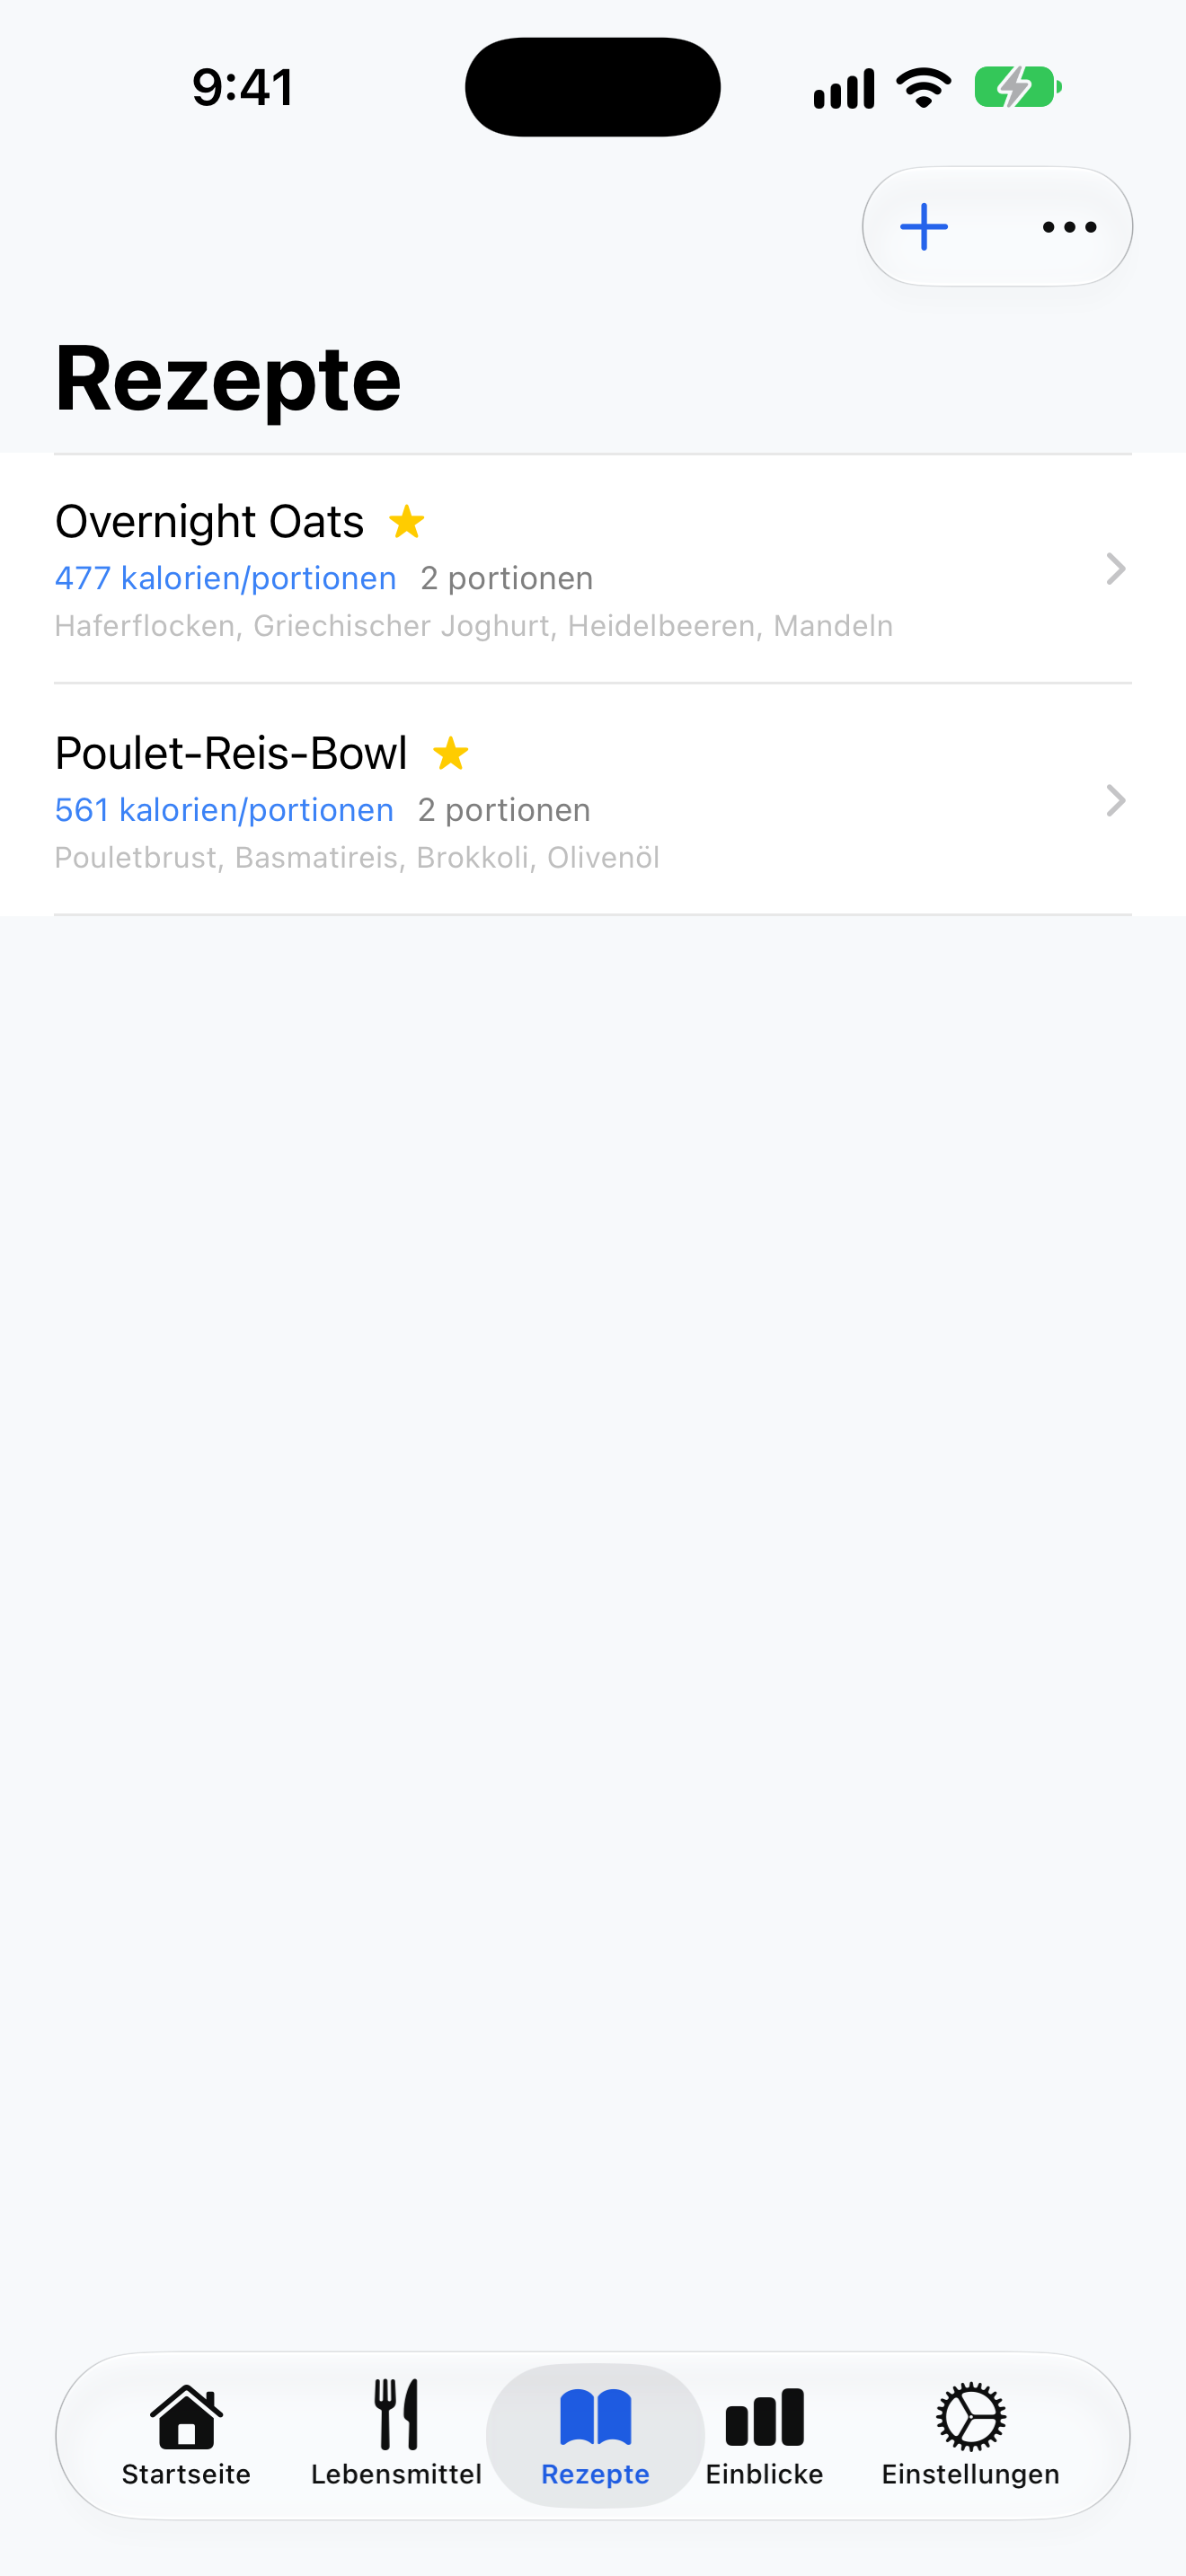 9:41
Rezepte
Overnight Oats
477 kalorien/portionen 2 portionen
Haferflocken, Griechischer Joghurt, Heidelbeeren, Mandeln
Poulet-Reis-Bowl
561 kalorien/portionen 2 portionen
Pouletbrust, Basmatireis, Brokkoli, Olivenöl
Startseite Lebensmittel Rezepte Einblicke Einstellungen